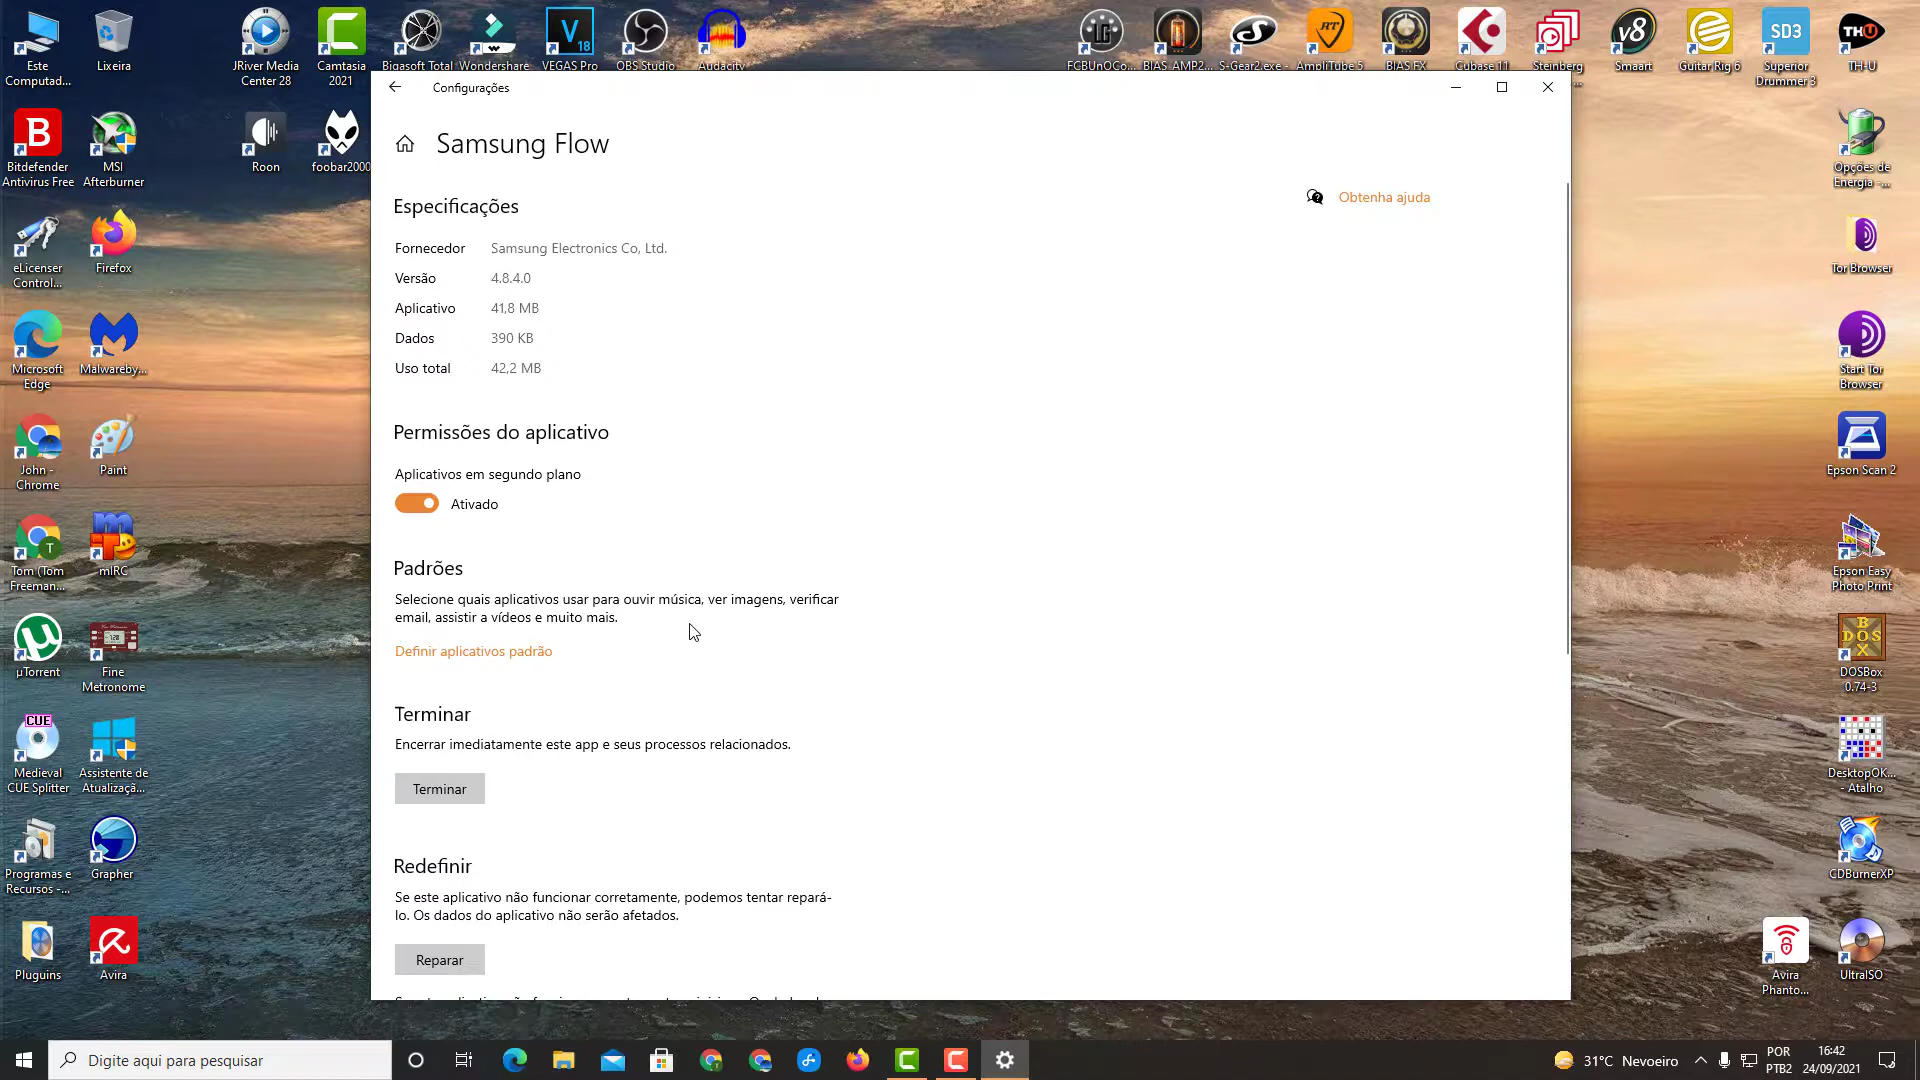 Este
Computad...
Lixeira
JRiver Media
Center 28
Camtasia
2021
Bigasoft Total
Wondershare
VEGAS Pro
OBS Studio
Audacity
FCBUnOCo...
BIAS_AMP2...
S-Gear2.exe -
AmpliTube 5
BIAS FX
Cubase 11
Steinberg
Smaart
Guitar Rig 6
Superior
Drummer 3
TH-U
Configurações
Samsung Flow
Obtenha ajuda
Especificações
Fornecedor Samsung Electronics Co, Ltd.
Versão 4.8.4.0
Aplicativo 41,8 MB
Dados 390 KB
Uso total 42,2 MB
Permissões do aplicativo
Aplicativos em segundo plano
Ativado
Padrões
Selecione quais aplicativos usar para ouvir música, ver imagens, verificar
email, assistir a vídeos e muito mais.
Definir aplicativos padrão
Terminar
Encerrar imediatamente este app e seus processos relacionados.
Terminar
Redefinir
Se este aplicativo não funcionar corretamente, podemos tentar repará-
lo. Os dados do aplicativo não serão afetados.
Reparar
Bitdefender
Antivirus Free
MSI
Afterburner
Roon
foobar2000
eLicenser
Control...
Firefox
Microsoft
Edge
Malwareby...
John -
Chrome
Paint
Tom (Tom
Freeman...
mIRC
µTorrent
Fine
Metronome
Medieval
CUE Splitter
Assistente de
Atualizaçã...
Programas e
Recursos -...
Grapher
Pluguins
Avira
Opções de
Energia -...
Tor Browser
Start Tor
Browser
Epson Scan 2
Epson Easy
Photo Print
DOSBox
0.74-3
DesktopOK...
- Atalho
CDBurnerXP
Avira
Phanto...
UltraISO
Digite aqui para pesquisar
31°C Nevoeiro
POR
PTB2
16:42
24/09/2021